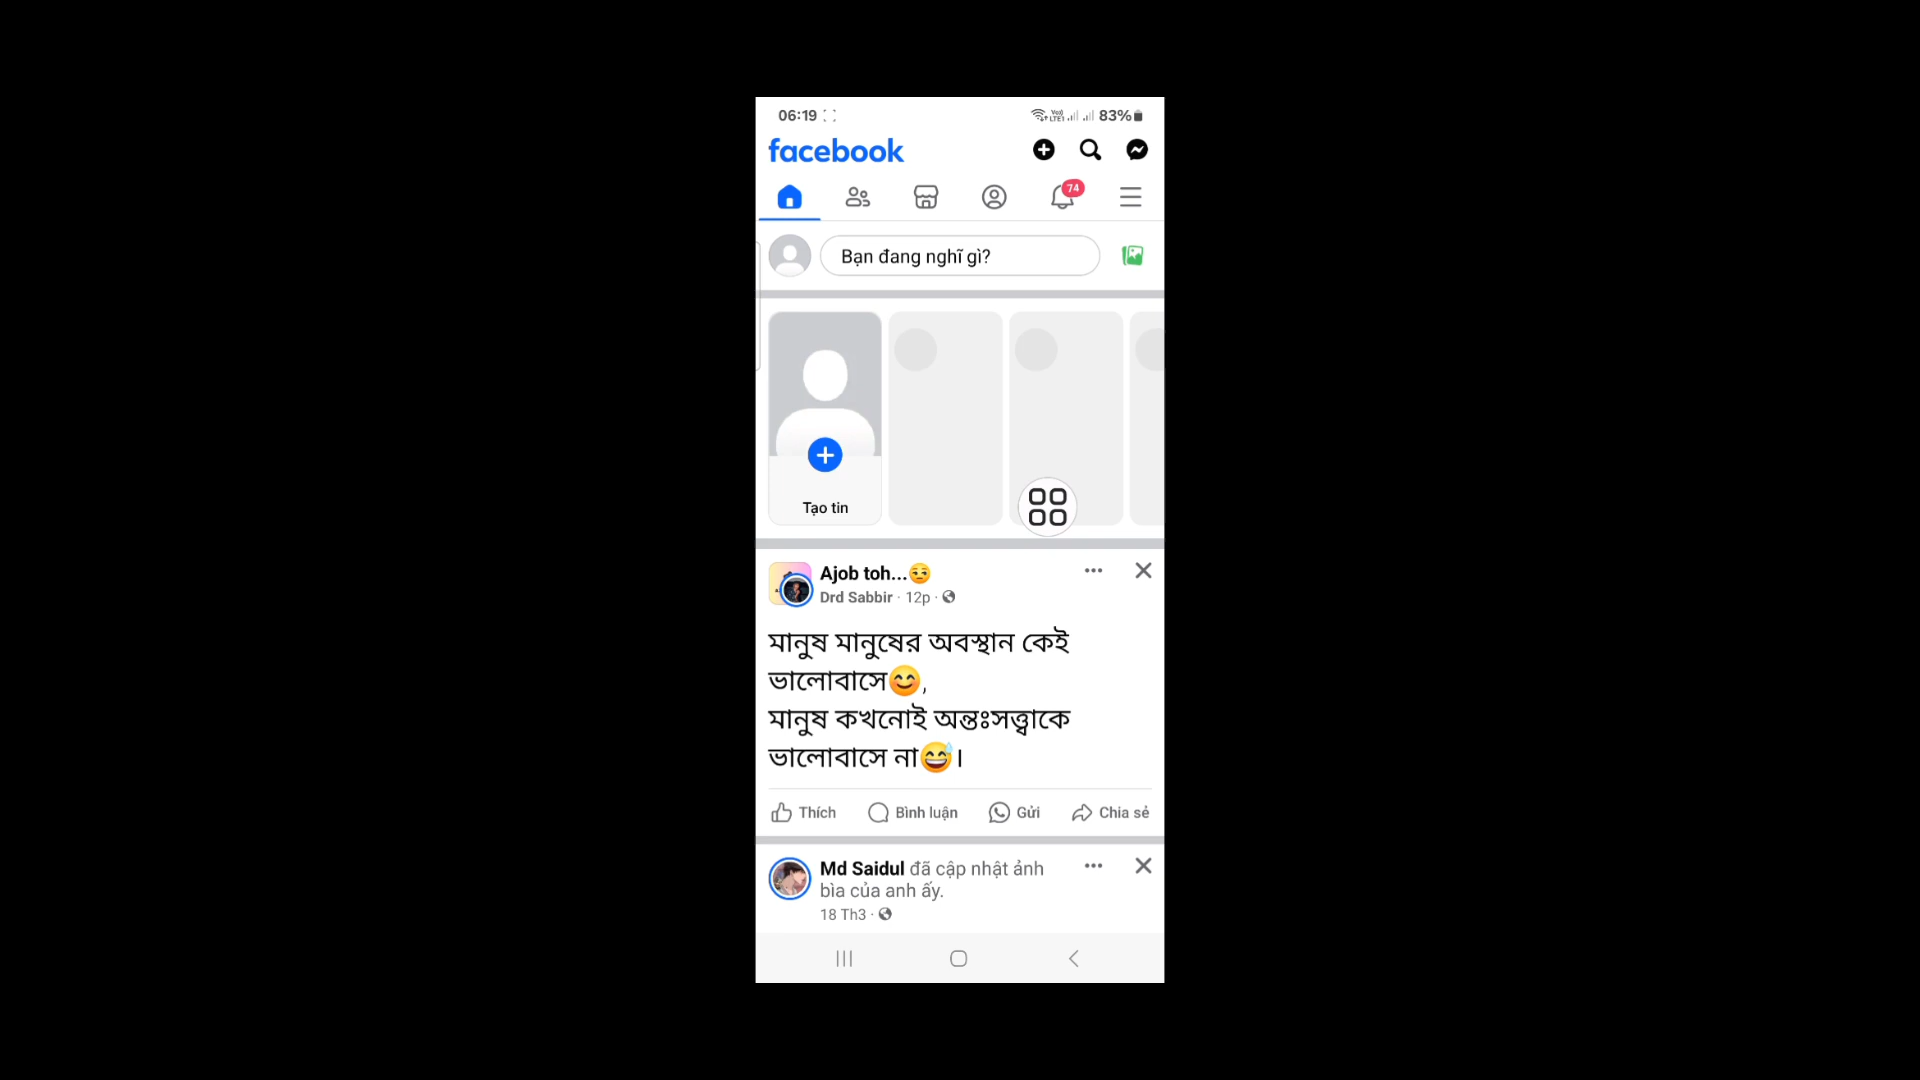 06:19
83%
facebook
74
Bạn đang nghĩ gì?
Tạo tin
Ajob toh...😒
Drd Sabbir · 12p ·
মানুষ মানুষের অবস্থান কেই
ভালোবাসে😊,
মানুষ কখনোই অন্তঃসত্ত্বাকে
ভালোবাসে না😅।
Thích Bình luận Gửi Chia sẻ
Md Saidul đã cập nhật ảnh
bìa của anh ấy.
18 Th3 ·